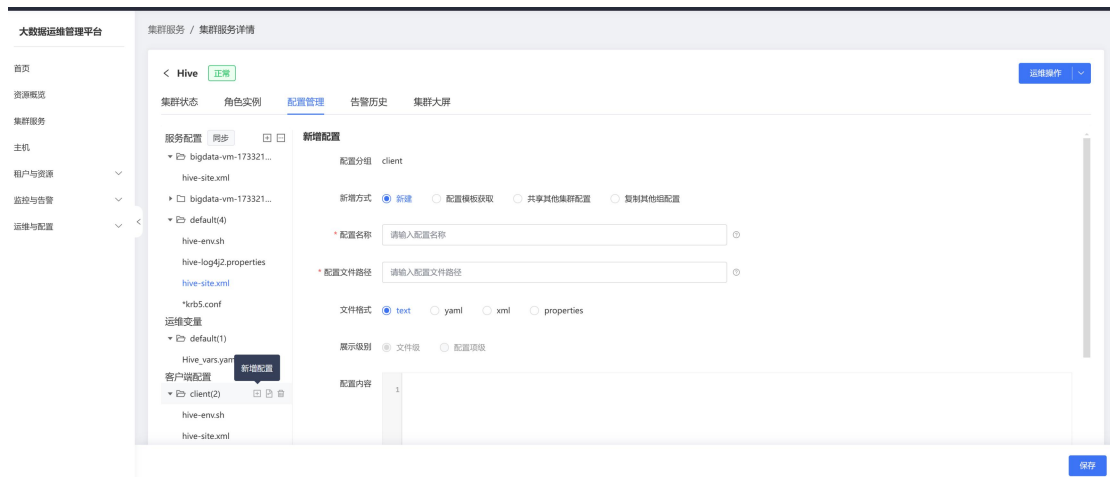 大数据运维管理平台
首页
资源概览
集群服务
主机
租户与资源
监控与告警
运维与配置
集群服务 / 集群服务详情
Hive 正常
运维操作
集群状态 角色实例 配置管理 告警历史 集群大屏
服务配置 同步
bigdata-vm-173321...
hive-site.xml
bigdata-vm-173321...
default(4)
hive-env.sh
hive-log4j2.properties
hive-site.xml
*krb5.conf
运维变量
default(1)
Hive_vars.yam
新增配置
客户端配置
client(2)
hive-env.sh
hive-site.xml
新增配置
配置分组 client
新增方式 新建 配置模板获取 共享其他集群配置 复制其他组配置
* 配置名称 请输入配置名称
* 配置文件路径 请输入配置文件路径
文件格式 text yaml xml properties
展示级别 文件级 配置项级
配置内容
1
保存